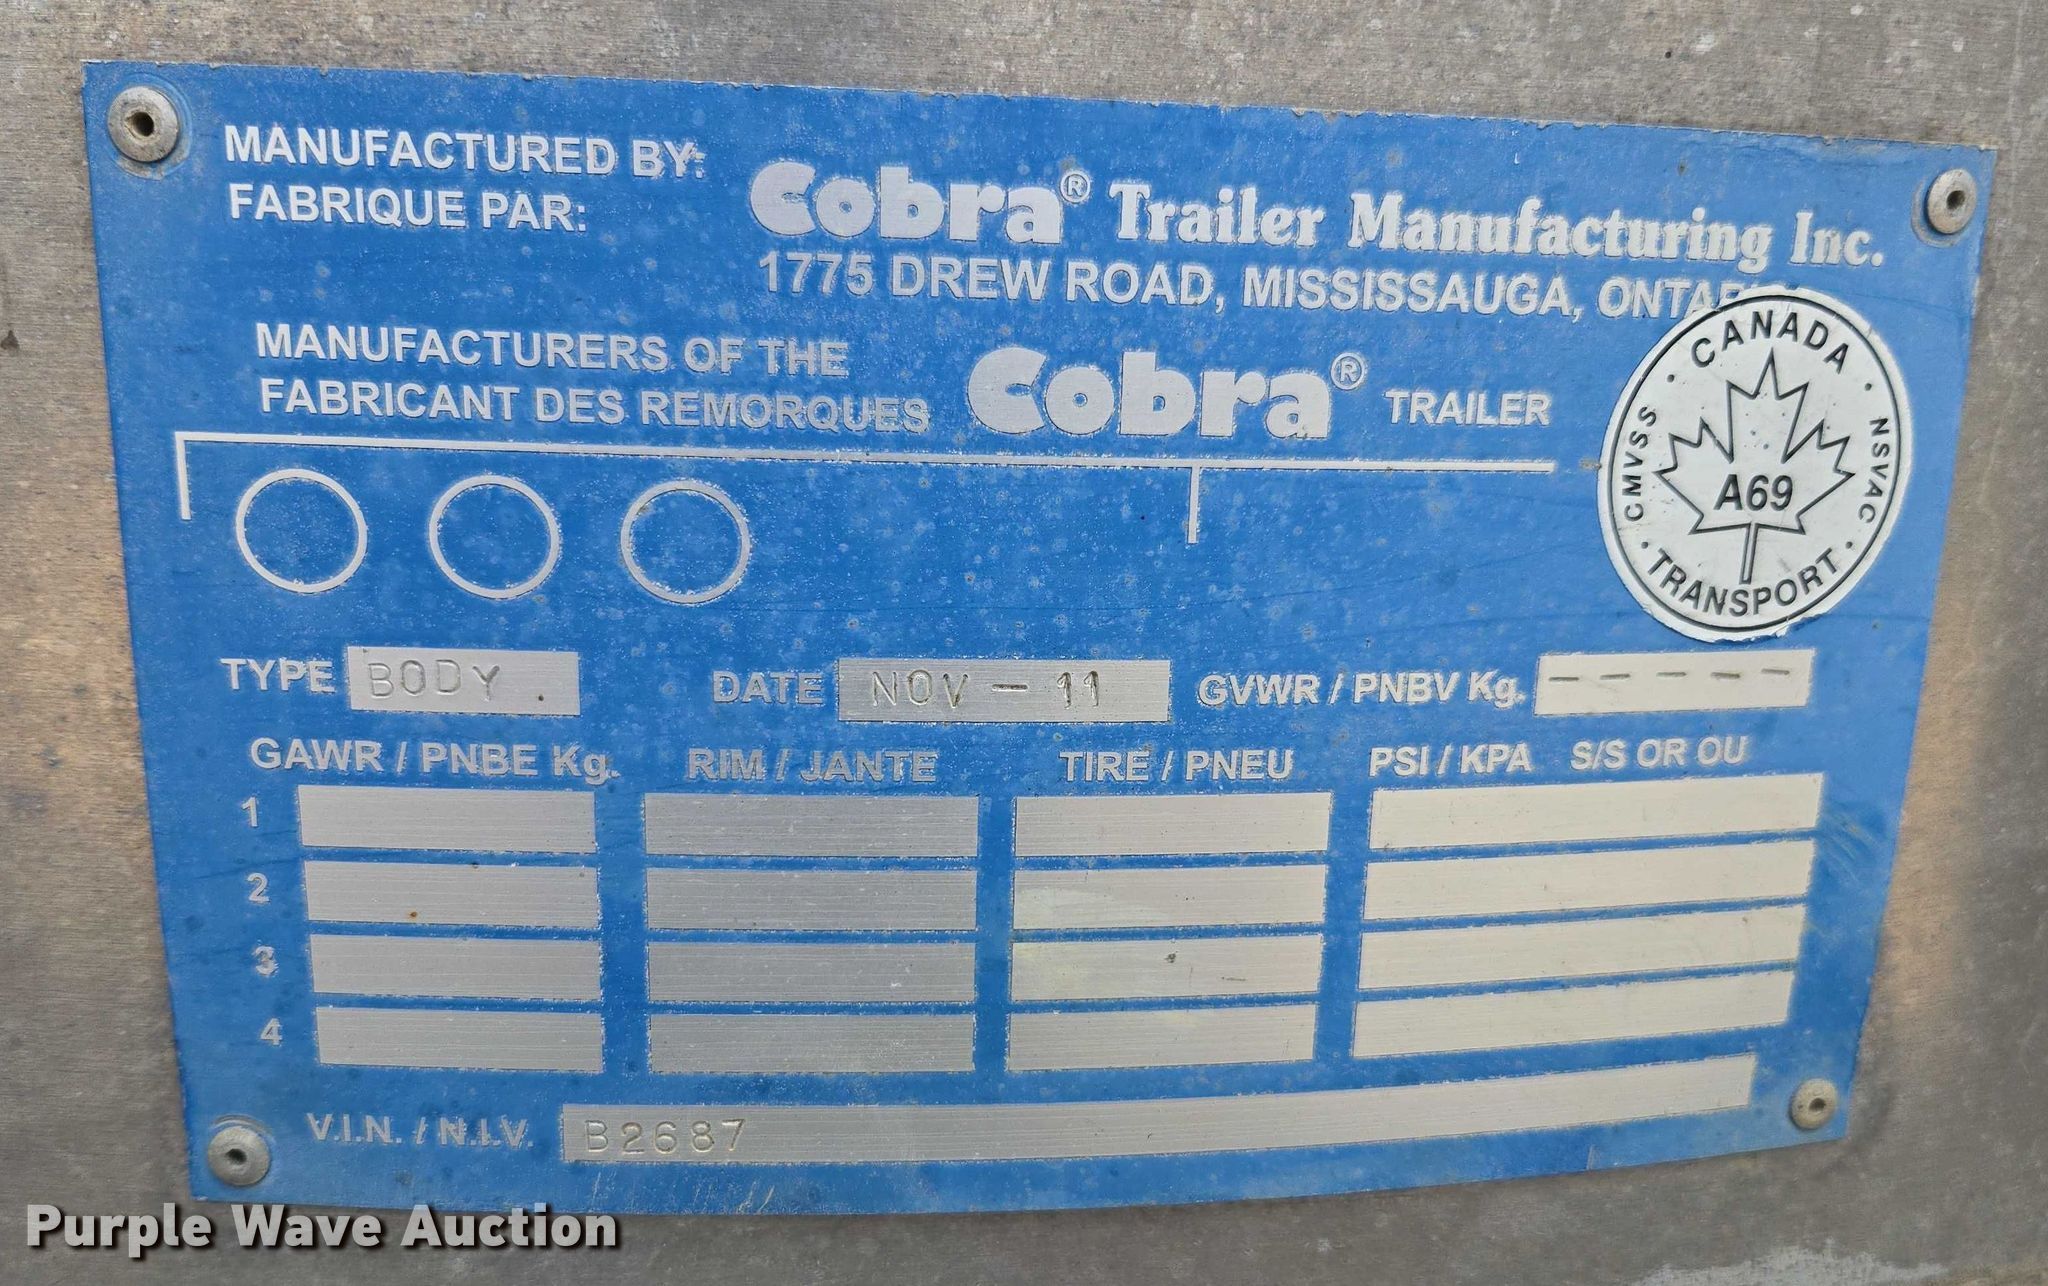 MANUFACTURED BY:
FABRIQUE PAR:
Cobra® Trailer Manufacturing Inc.
1775 DREW ROAD, MISSISSAUGA,
MANUFACTURERS OF THE
FABRICANT DES REMORQUES
Cobra® TRAILER
CANADA
CMVSS
NSVAC
A69
TRANSPORT
TYPE BODY DATE NOV - 11 GVWR / PNBV Kg. - - - - -
GAWR / PNBE Kg. RIM / JANTE TIRE / PNEU PSI / KPA S/S OR OU
1
2
3
4
V.I.N. / N.I.V. B2687
Purple Wave Auction